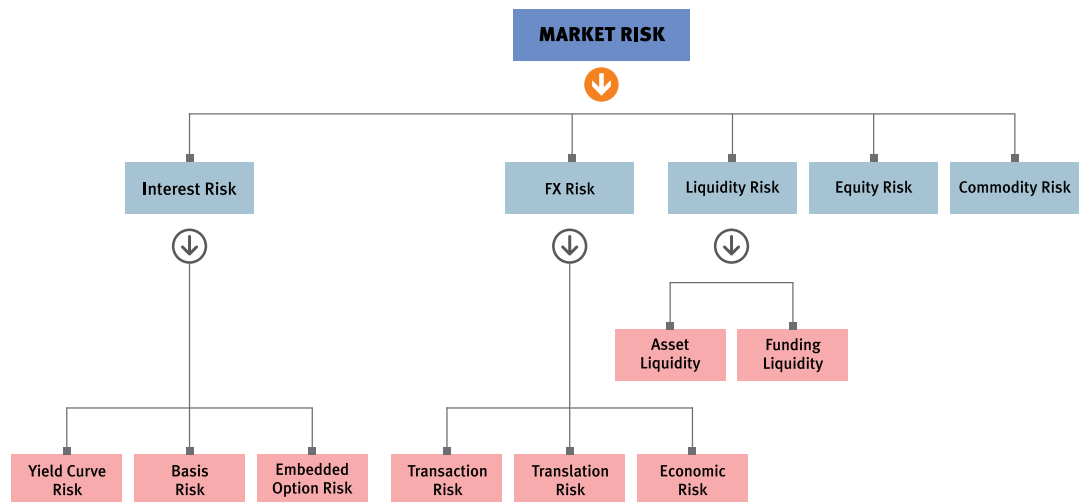 MARKET RISK
Interest Risk
FX Risk
Liquidity Risk
Equity Risk
Commodity Risk
Asset
Liquidity
Funding
Liquidity
Yield Curve
Risk
Basis
Risk
Embedded
Option Risk
Transaction
Risk
Translation
Risk
Economic
Risk